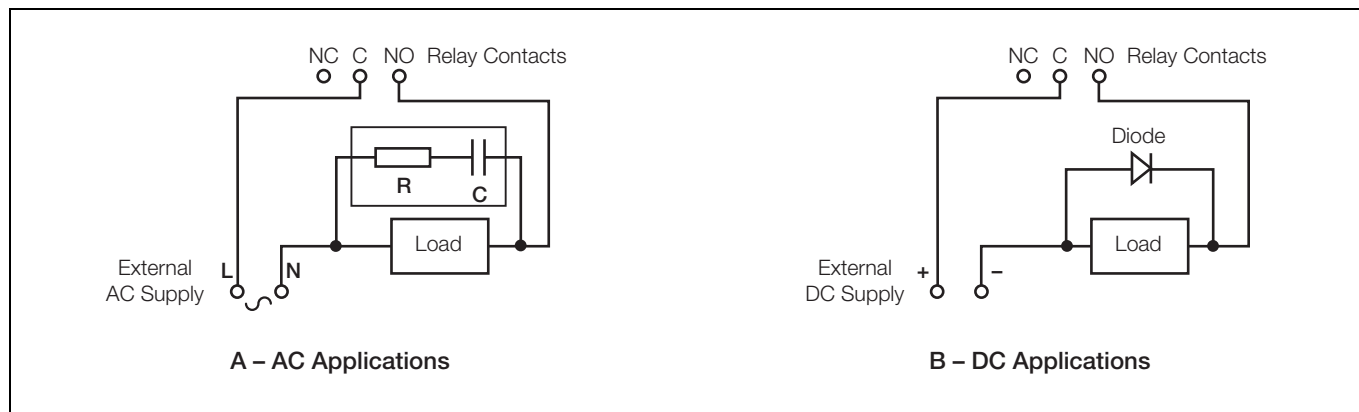 NC C NO Relay Contacts
R
C
Load
External
AC Supply
L
N
A – AC Applications
NC C NO Relay Contacts
Diode
Load
External
DC Supply
+
–
B – DC Applications